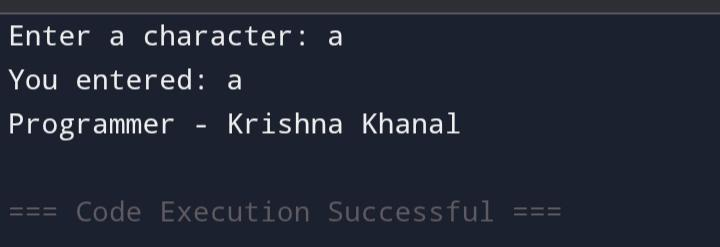 Enter a character: a
You entered: a
Programmer - Krishna Khanal
=== Code Execution Successful ===